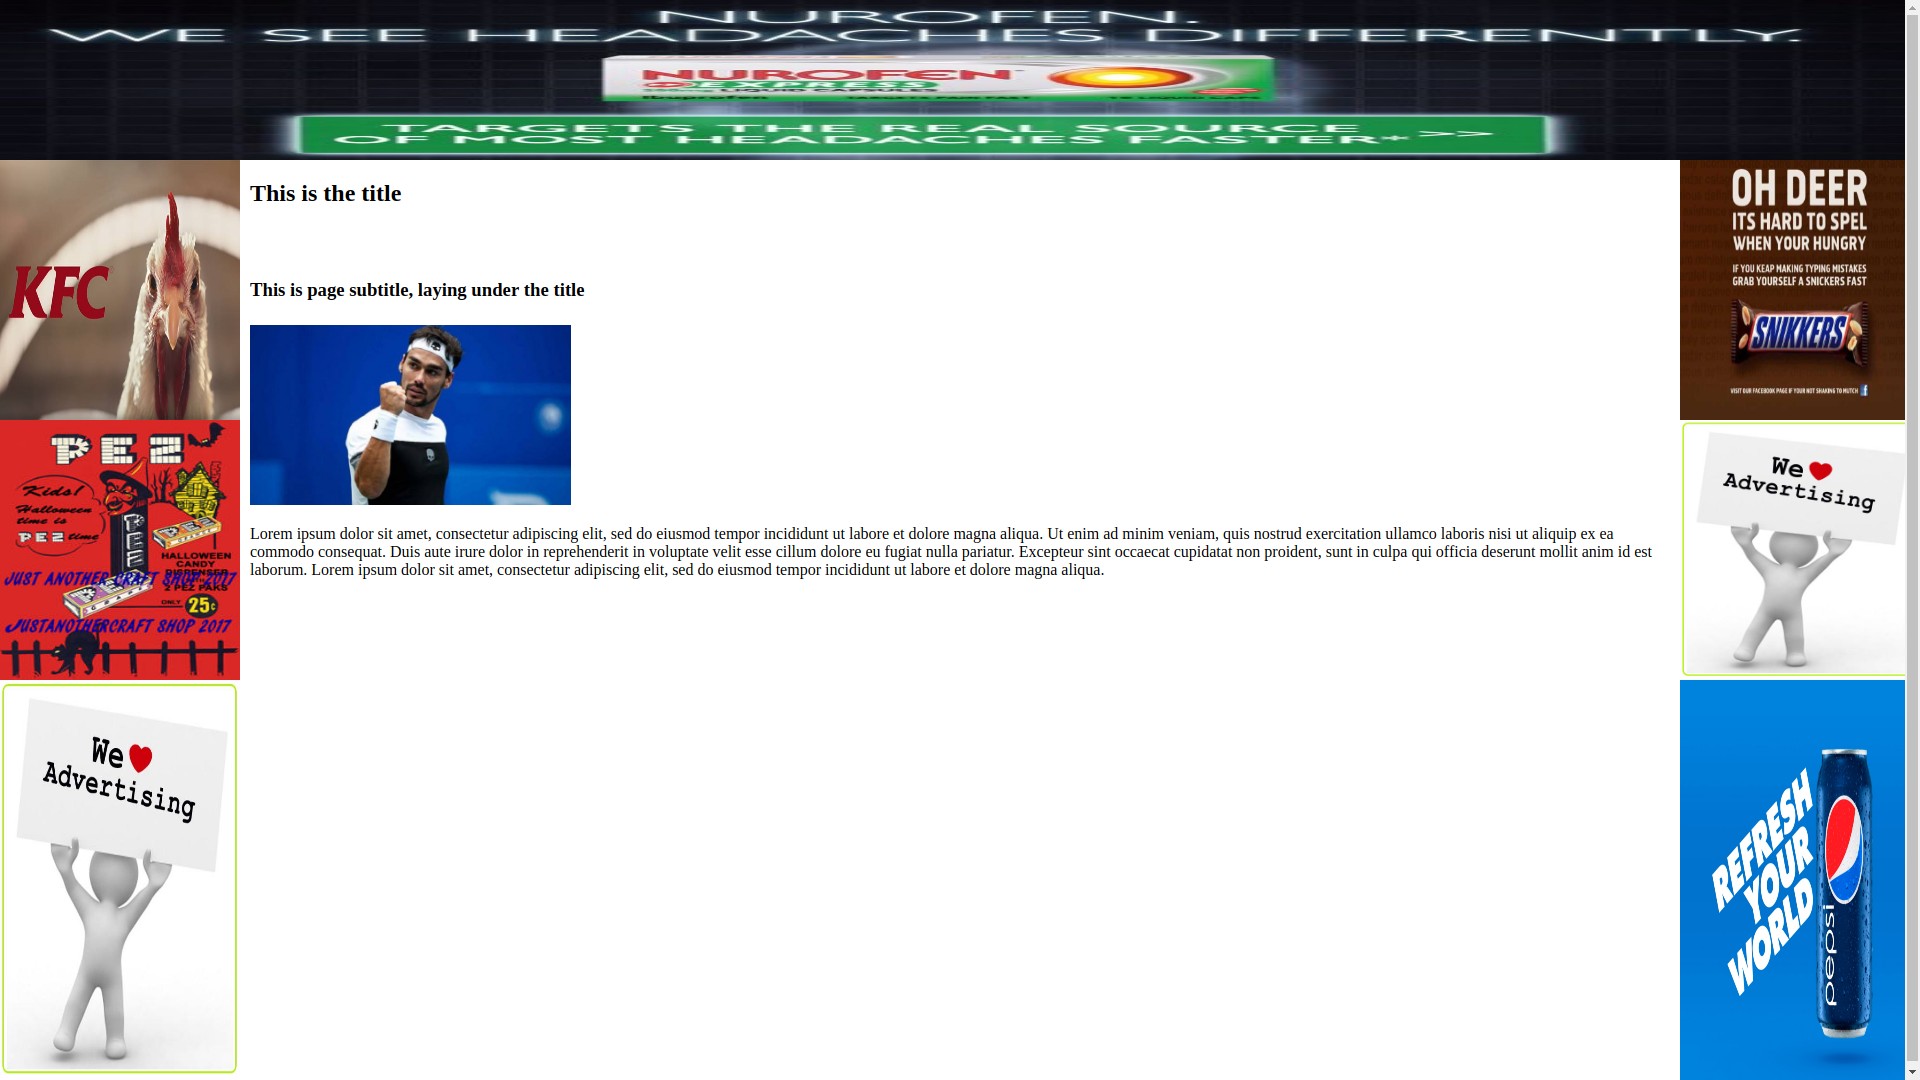 NUROFEN.
WE SEE HEADACHES DIFFERENTLY.
NUROFEN
EXPRESS
LIQUID CAPSULES
TARGETS THE REAL SOURCE
OF MOST HEADACHES FASTER* >>
KFC
PEZ
Kids!
Halloween
time is
PEZ time
PEZ
HALLOWEEN
CANDY
DISPENSER
2 PEZ PAKS
ONLY 25¢
JUST ANOTHER CRAFT SHOP 2017
JUSTANOTHERCRAFT SHOP 2017
We
Advertising
This is the title
This is page subtitle, laying under the title
Lorem ipsum dolor sit amet, consectetur adipiscing elit, sed do eiusmod tempor incididunt ut labore et dolore magna aliqua. Ut enim ad minim veniam, quis nostrud exercitation ullamco laboris nisi ut aliquip ex ea
commodo consequat. Duis aute irure dolor in reprehenderit in voluptate velit esse cillum dolore eu fugiat nulla pariatur. Excepteur sint occaecat cupidatat non proident, sunt in culpa qui officia deserunt mollit anim id est
laborum. Lorem ipsum dolor sit amet, consectetur adipiscing elit, sed do eiusmod tempor incididunt ut labore et dolore magna aliqua.
OH DEER
ITS HARD TO SPEL
WHEN YOUR HUNGRY
IF YOU KEAP MAKING TYPING MISTAKES
GRAB YOURSELF A SNICKERS FAST
SNIKKERS
VISIT OUR FACEBOOK PAGE IF YOUR NOT SHAKING TO MUTCH
We
Advertising
REFRESH
YOUR
WORLD
pepsi